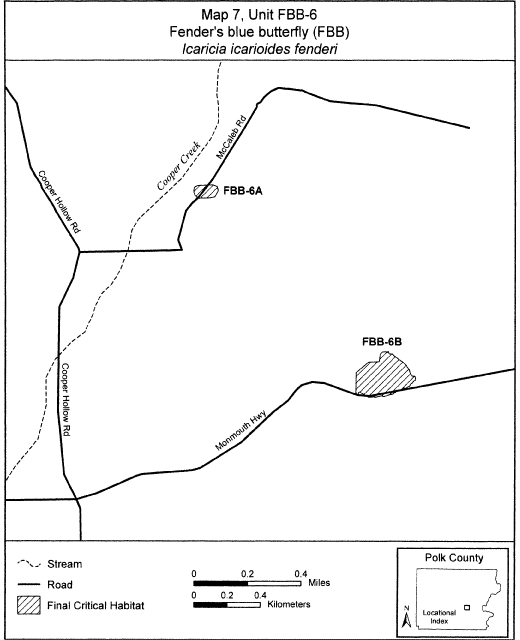 Map 7, Unit FBB-6
Fender's blue butterfly (FBB)
Icaricia icarioides fenderi
Cooper Creek
McCaleb Rd
Cooper Hollow Rd
FBB-6A
FBB-6B
Cooper Hollow Rd
Monmouth Hwy
Stream
Road
Final Critical Habitat
0 0.2 0.4
Miles
0 0.2 0.4
Kilometers
Polk County
Locational
Index
N